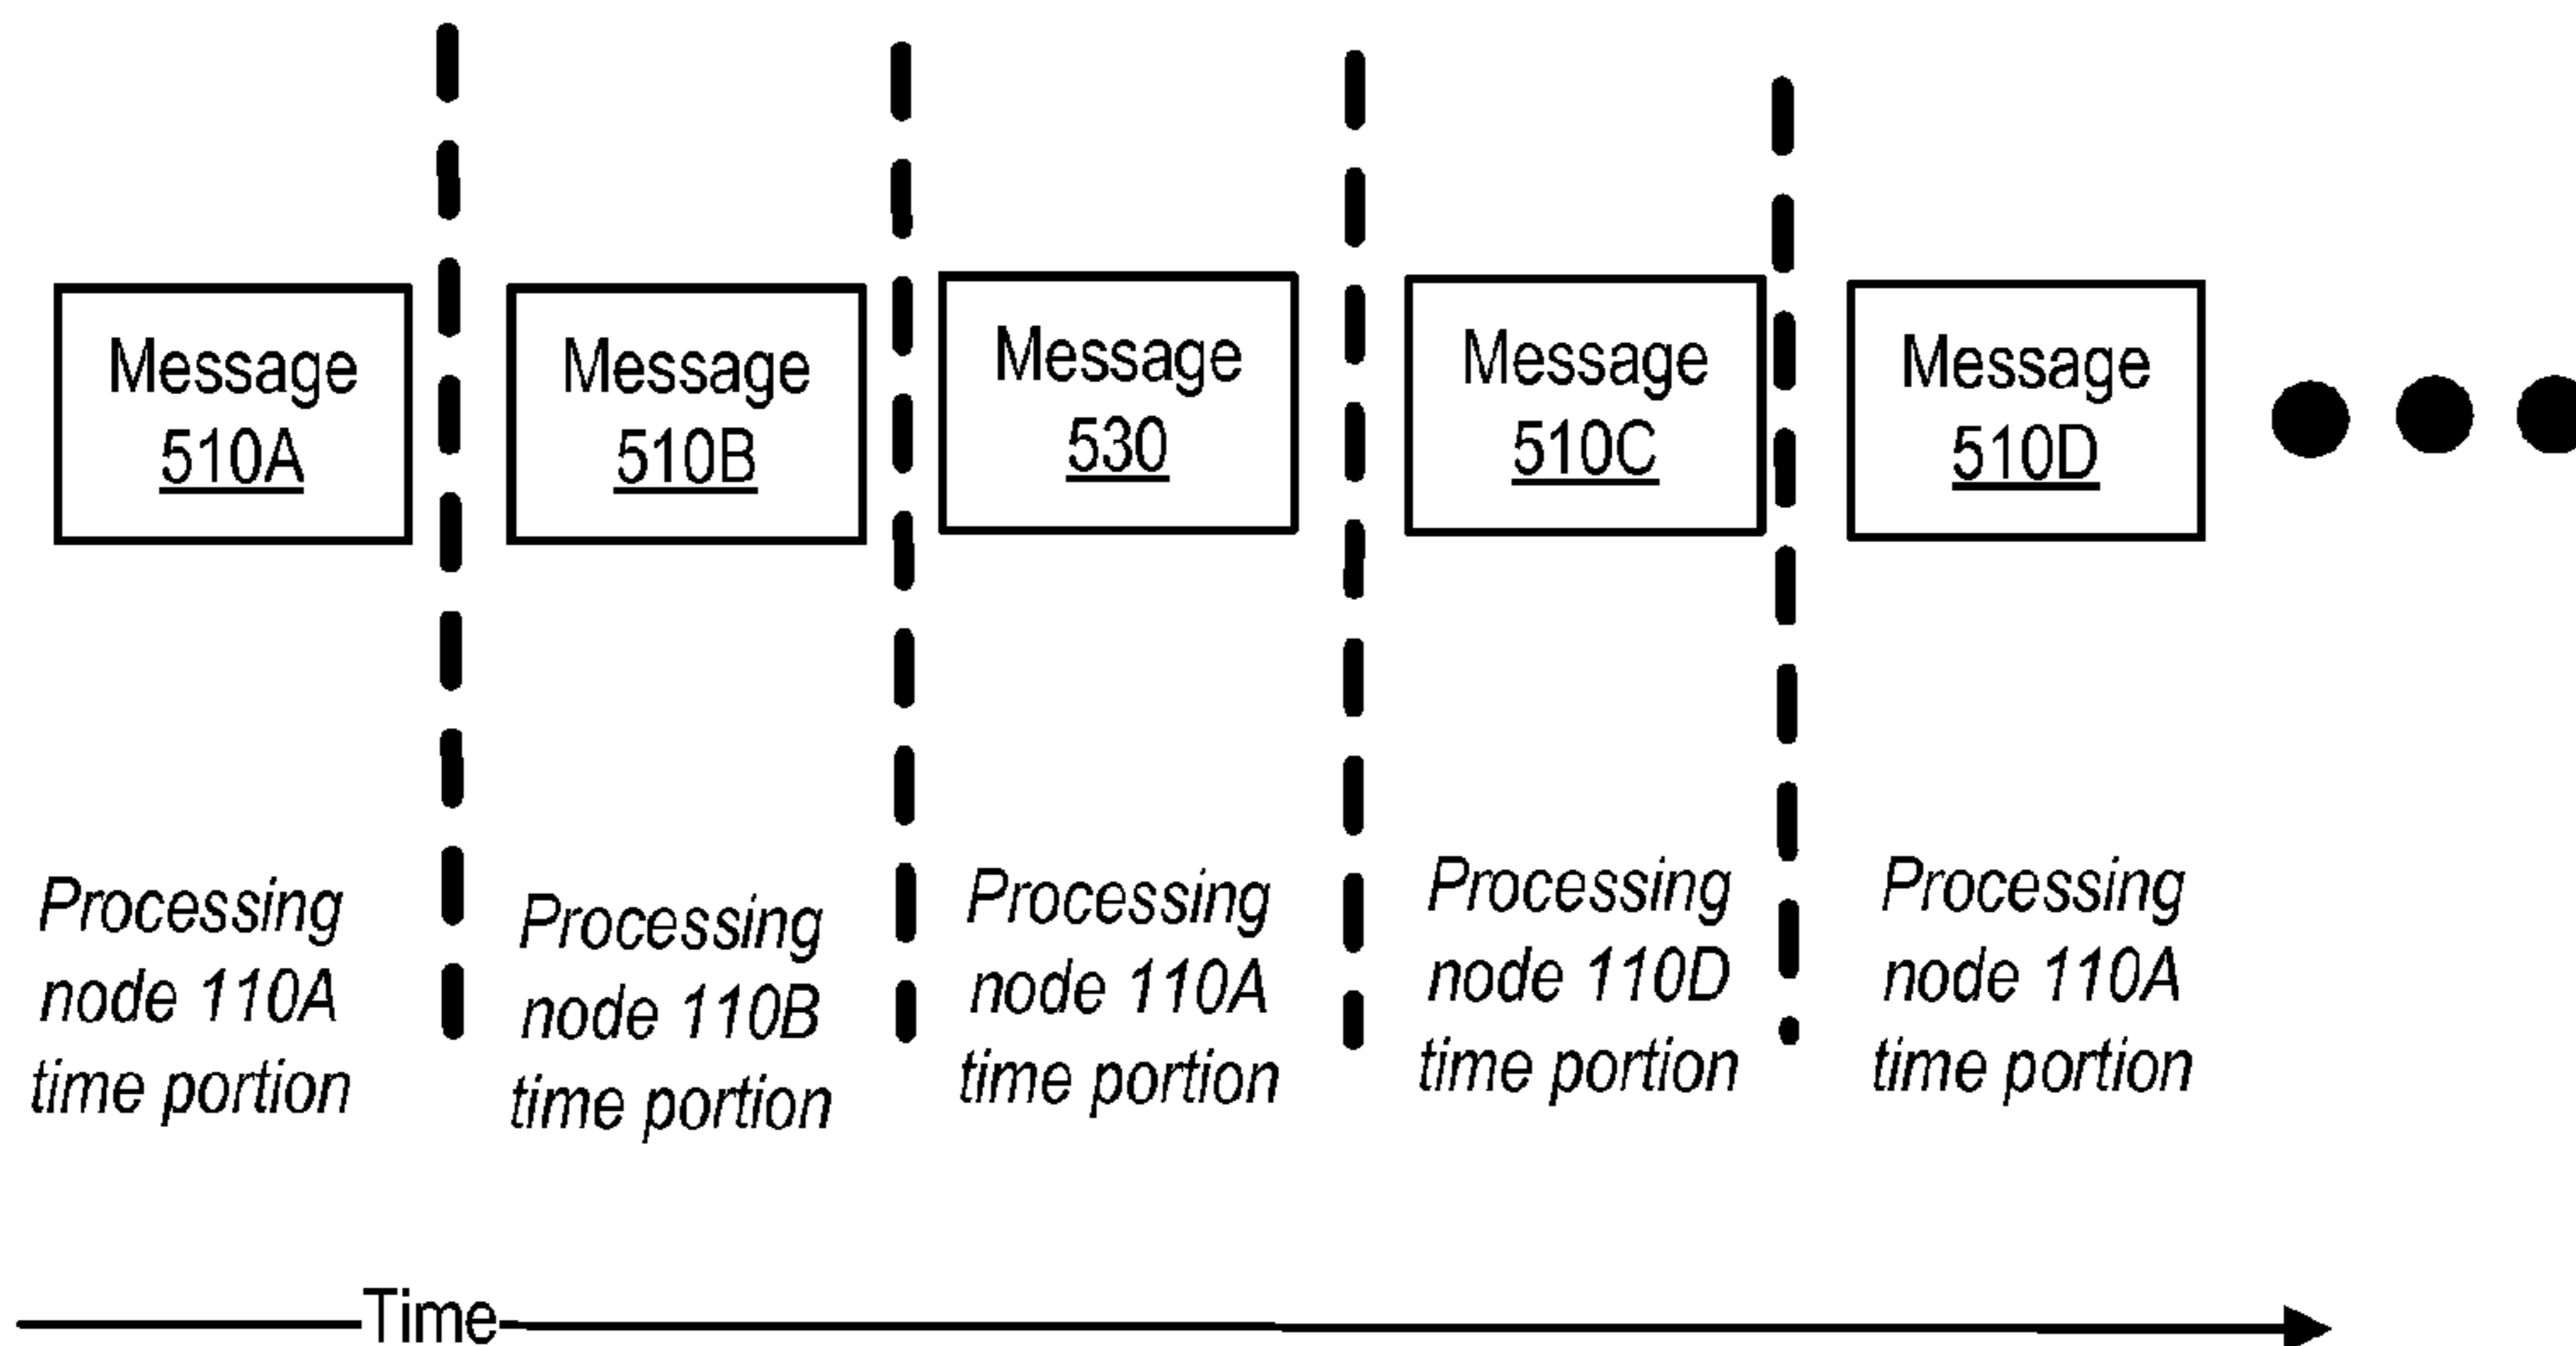 Message
510A
Message
510B
Message
530
Message
510C
Message
510D
Processing
node 110A
time portion
Processing
node 110B
time portion
Processing
node 110A
time portion
Processing
node 110D
time portion
Processing
node 110A
time portion
Time